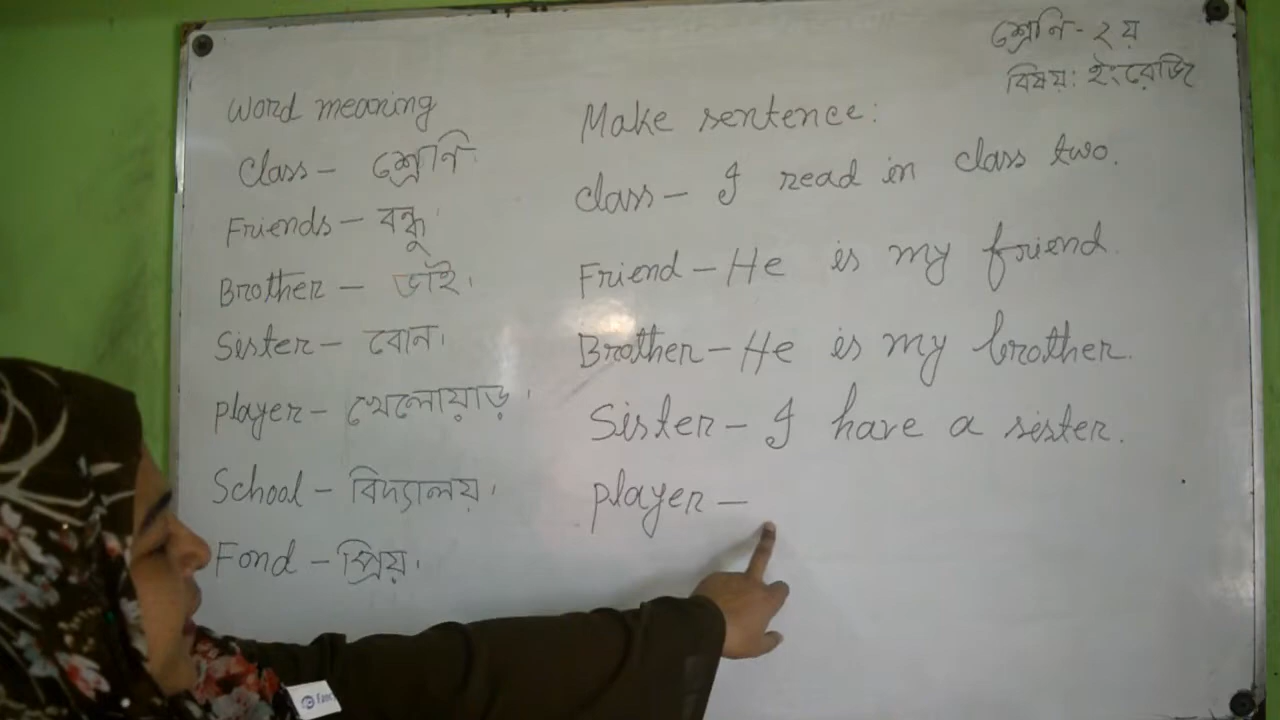 শ্রেণি - ২য়
বিষয়: ইংরেজি
Word meaning
Class – শ্রেণি
Friends – বন্ধু।
Brother – ভাই।
Sister – বোন।
Player – খেলোয়াড়।
School – বিদ্যালয়।
Fond – প্রিয়।
Make sentence:
Class – I read in class two.
Friend – He is my friend.
Brother – He is my brother.
Sister – I have a sister.
Player –